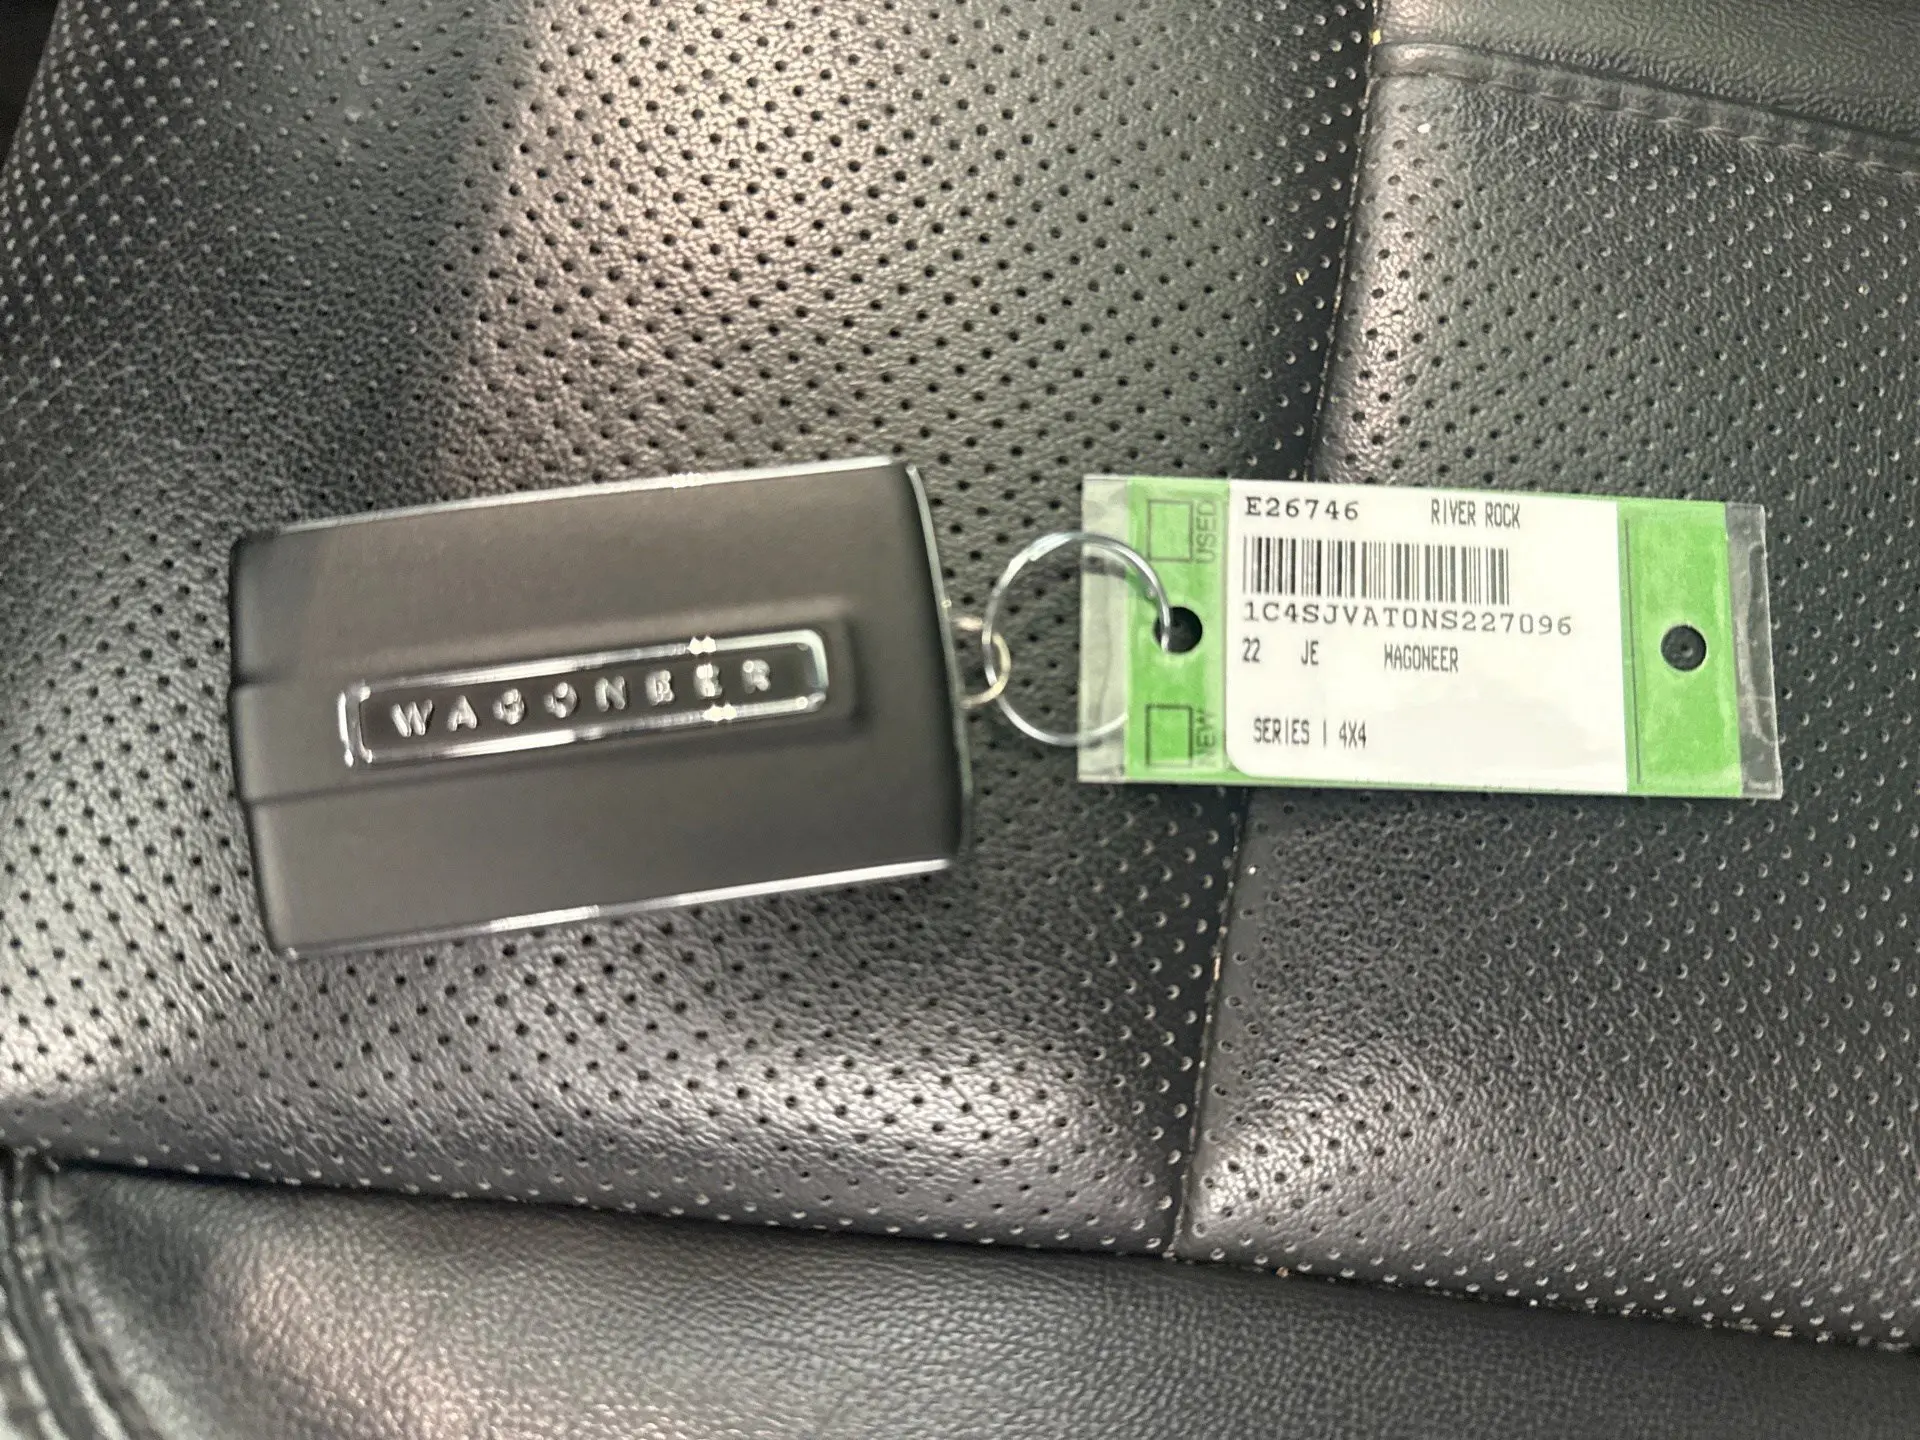 WAGONEER
USED
NEW
E26746 RIVER ROCK
1C4SJVAT0NS227096
22 JE WAGONEER
SERIES I 4X4